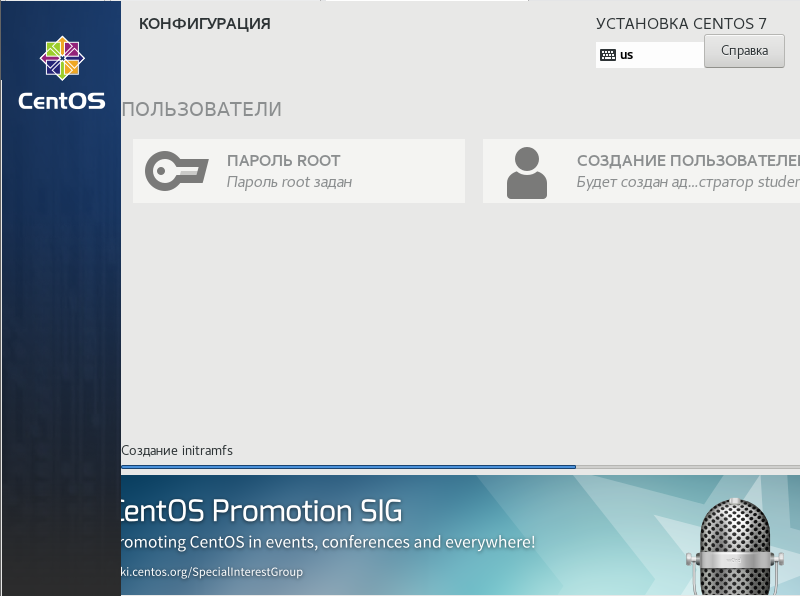 КОНФИГУРАЦИЯ
УСТАНОВКА CENTOS 7
us
Справка
CentOS
ПОЛЬЗОВАТЕЛИ
ПАРОЛЬ ROOT
Пароль root задан
СОЗДАНИЕ ПОЛЬЗОВАТЕЛЕ
Будет создан ад...стратор studen
Создание initramfs
CentOS Promotion SIG
romoting CentOS in events, conferences and everywhere!
ki.centos.org/SpecialInterestGroup